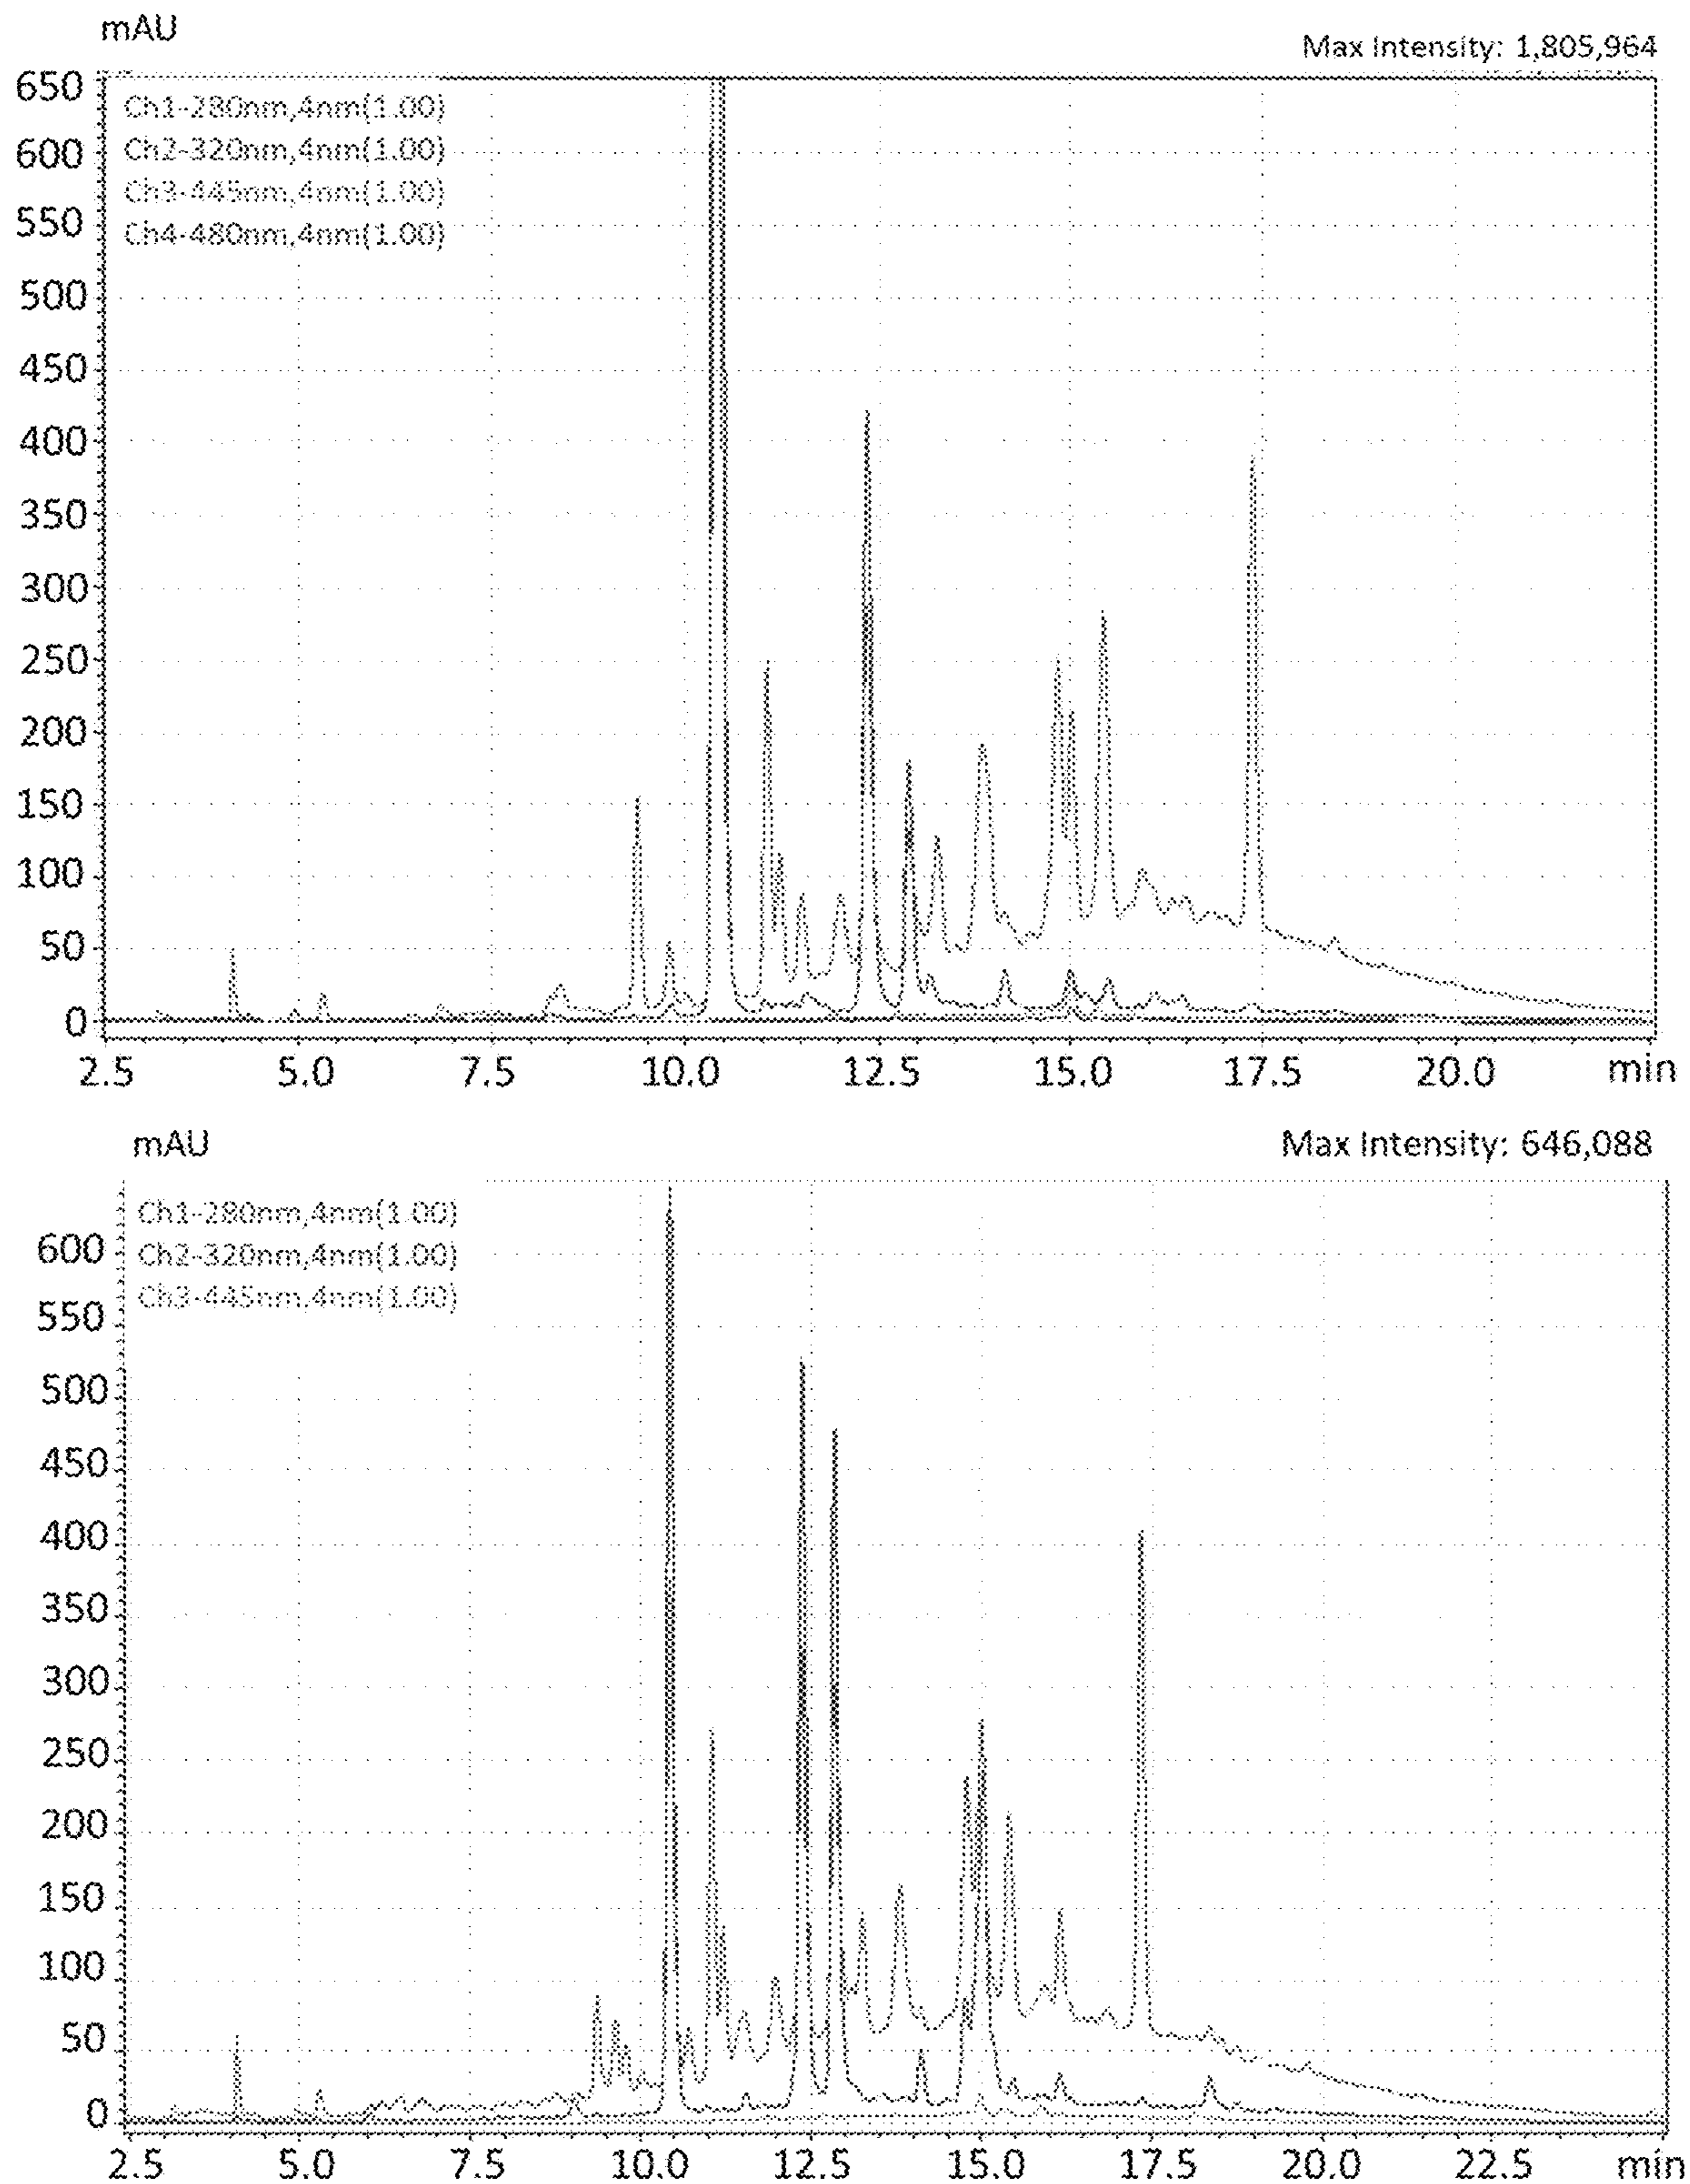 mAU
Max Intensity: 1,805,964
650
Ch1-280nm,4nm(1.00)
600
Ch2-320nm,4nm(1.00)
Ch3-445nm,4nm(1.00)
550
Ch4-480nm,4nm(1.00)
500
450
400
350
300
250
200
150
100
50
0
2.5 5.0 7.5 10.0 12.5 15.0 17.5 20.0 min
mAU
Max Intensity: 646,088
Ch1-280nm,4nm(1.00)
600
Ch2-320nm,4nm(1.00)
Ch3-445nm,4nm(1.00)
550
500
450
400
350
300
250
200
150
100
50
0
2.5 5.0 7.5 10.0 12.5 15.0 17.5 20.0 22.5 min